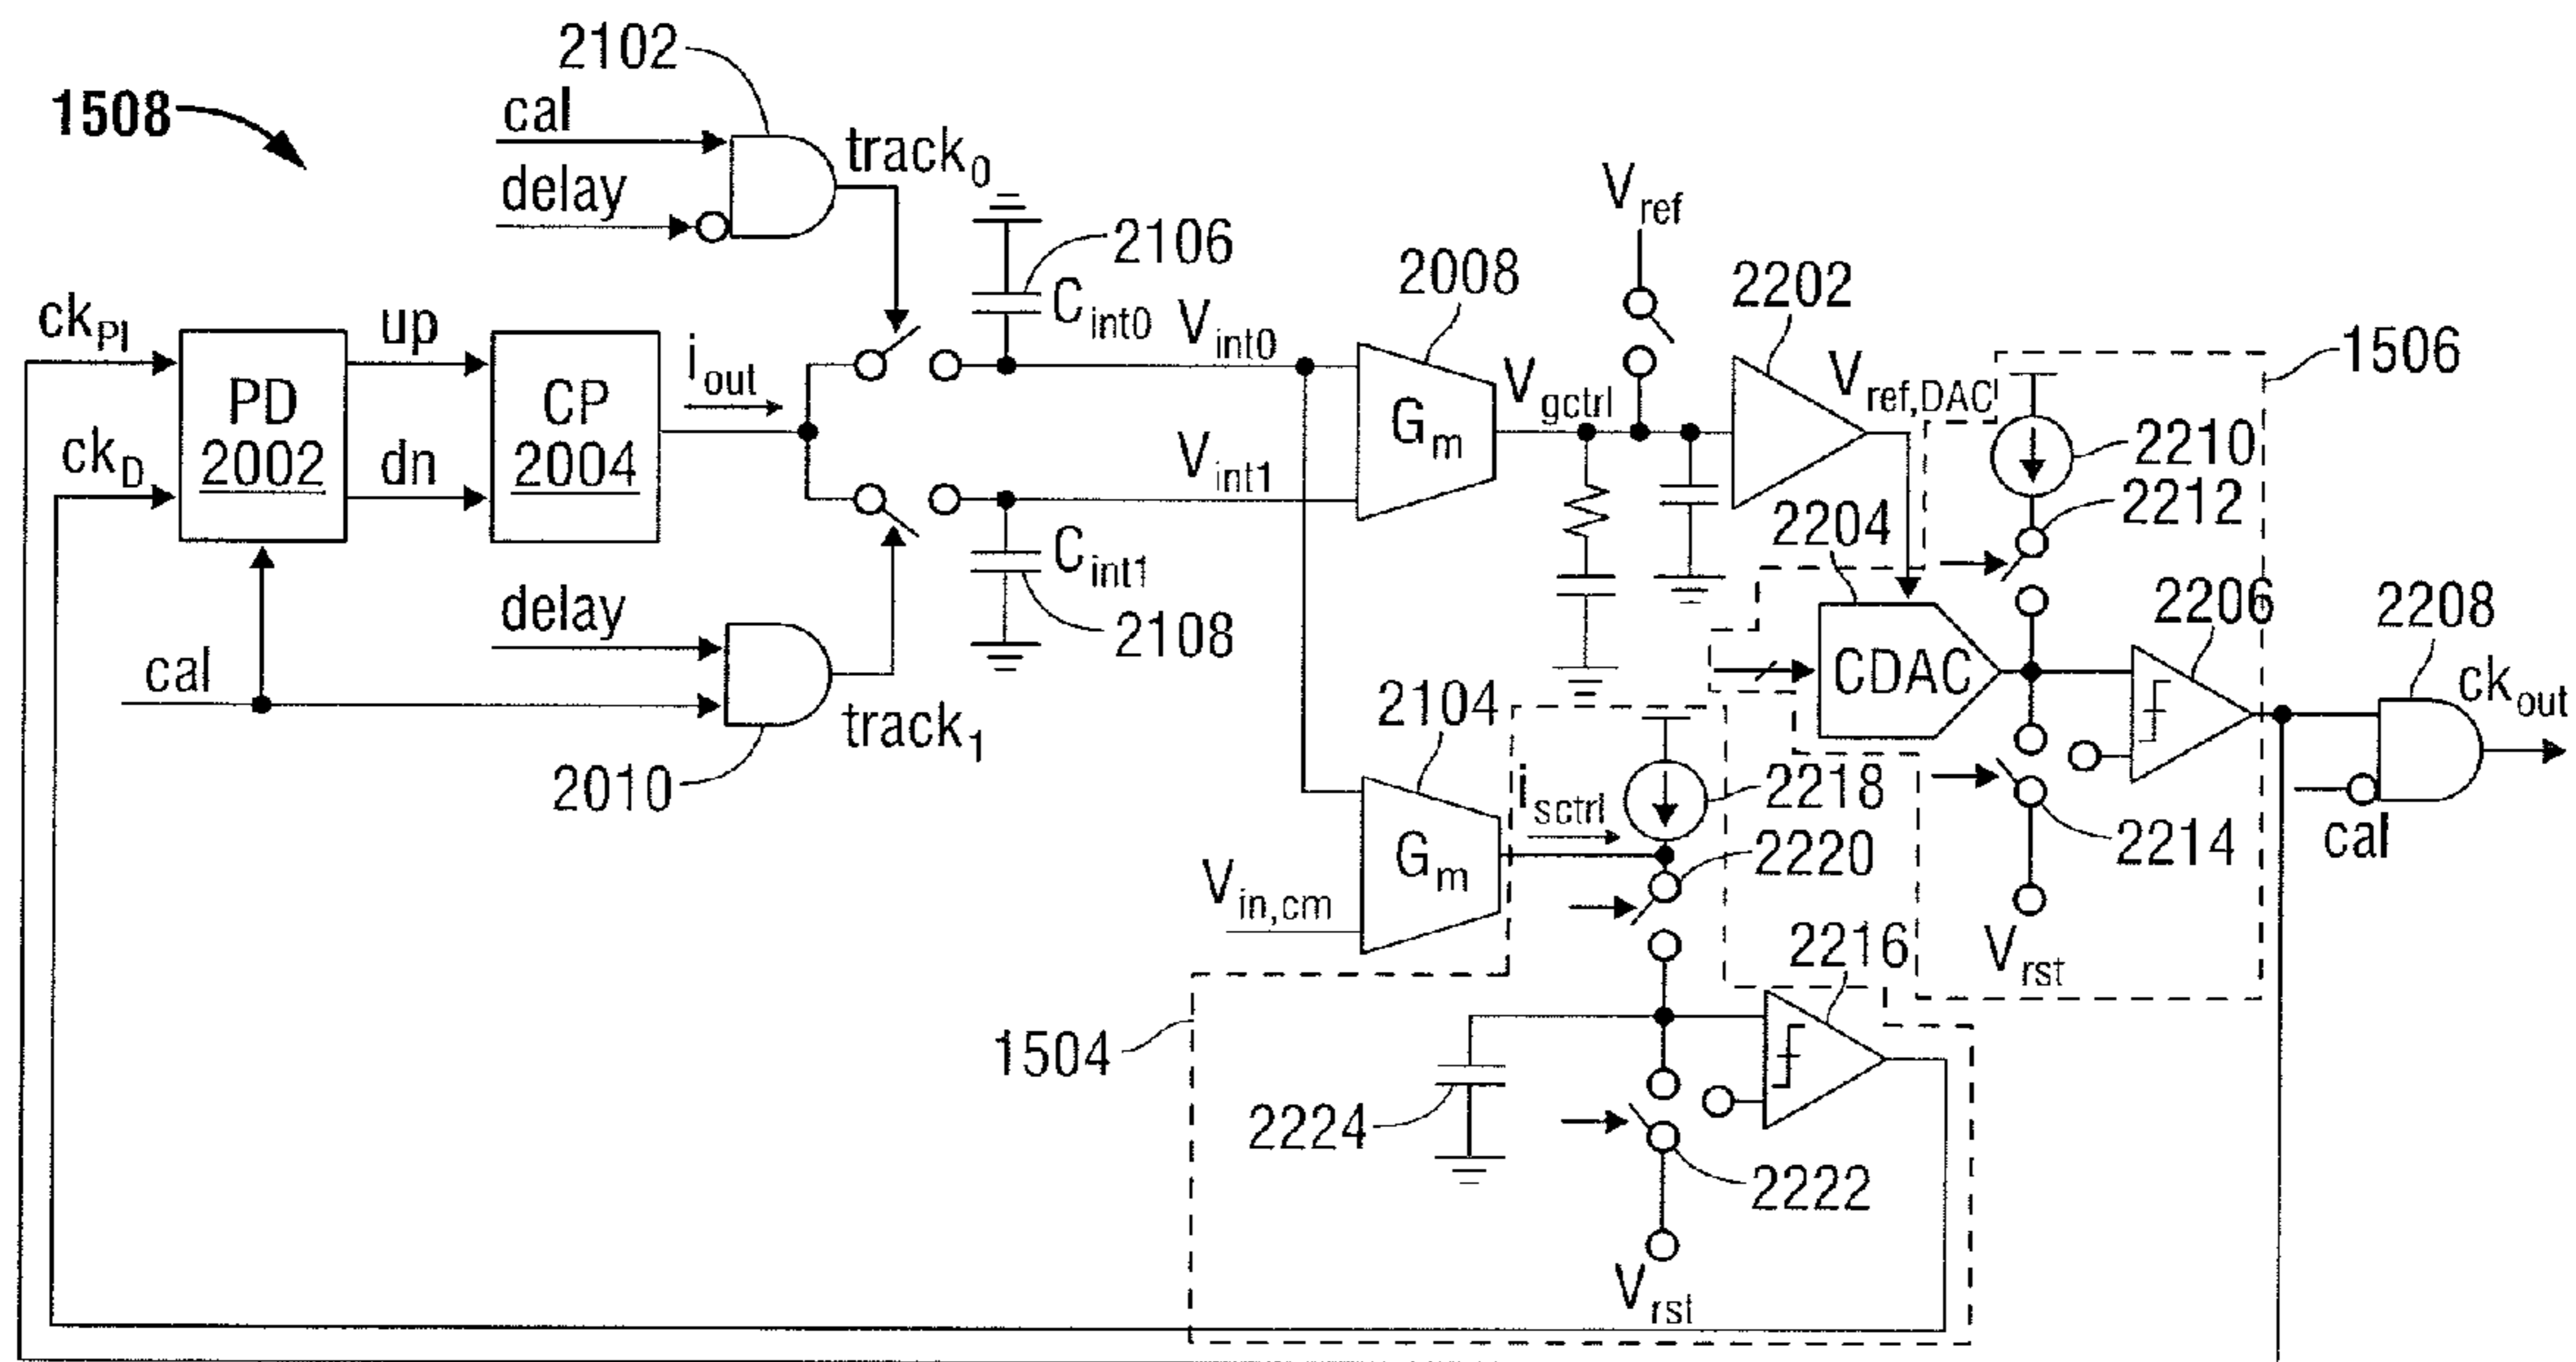 2102
1508
cal
delay
track0
Vref
2106
Cint0
2008
2202
ckPI
up
iout
Vint0
1506
PD
2002
CP
2004
Gm
Vgctrl
Vref,DAC
2210
ckD
dn
Vint1
2212
2204
Cint1
2108
delay
2206
2208
cal
CDAC
ckout
track1
2104
2010
isctrl
2218
2214
cal
Gm
2220
Vin,cm
2216
Vrst
1504
2224
2222
Vrst